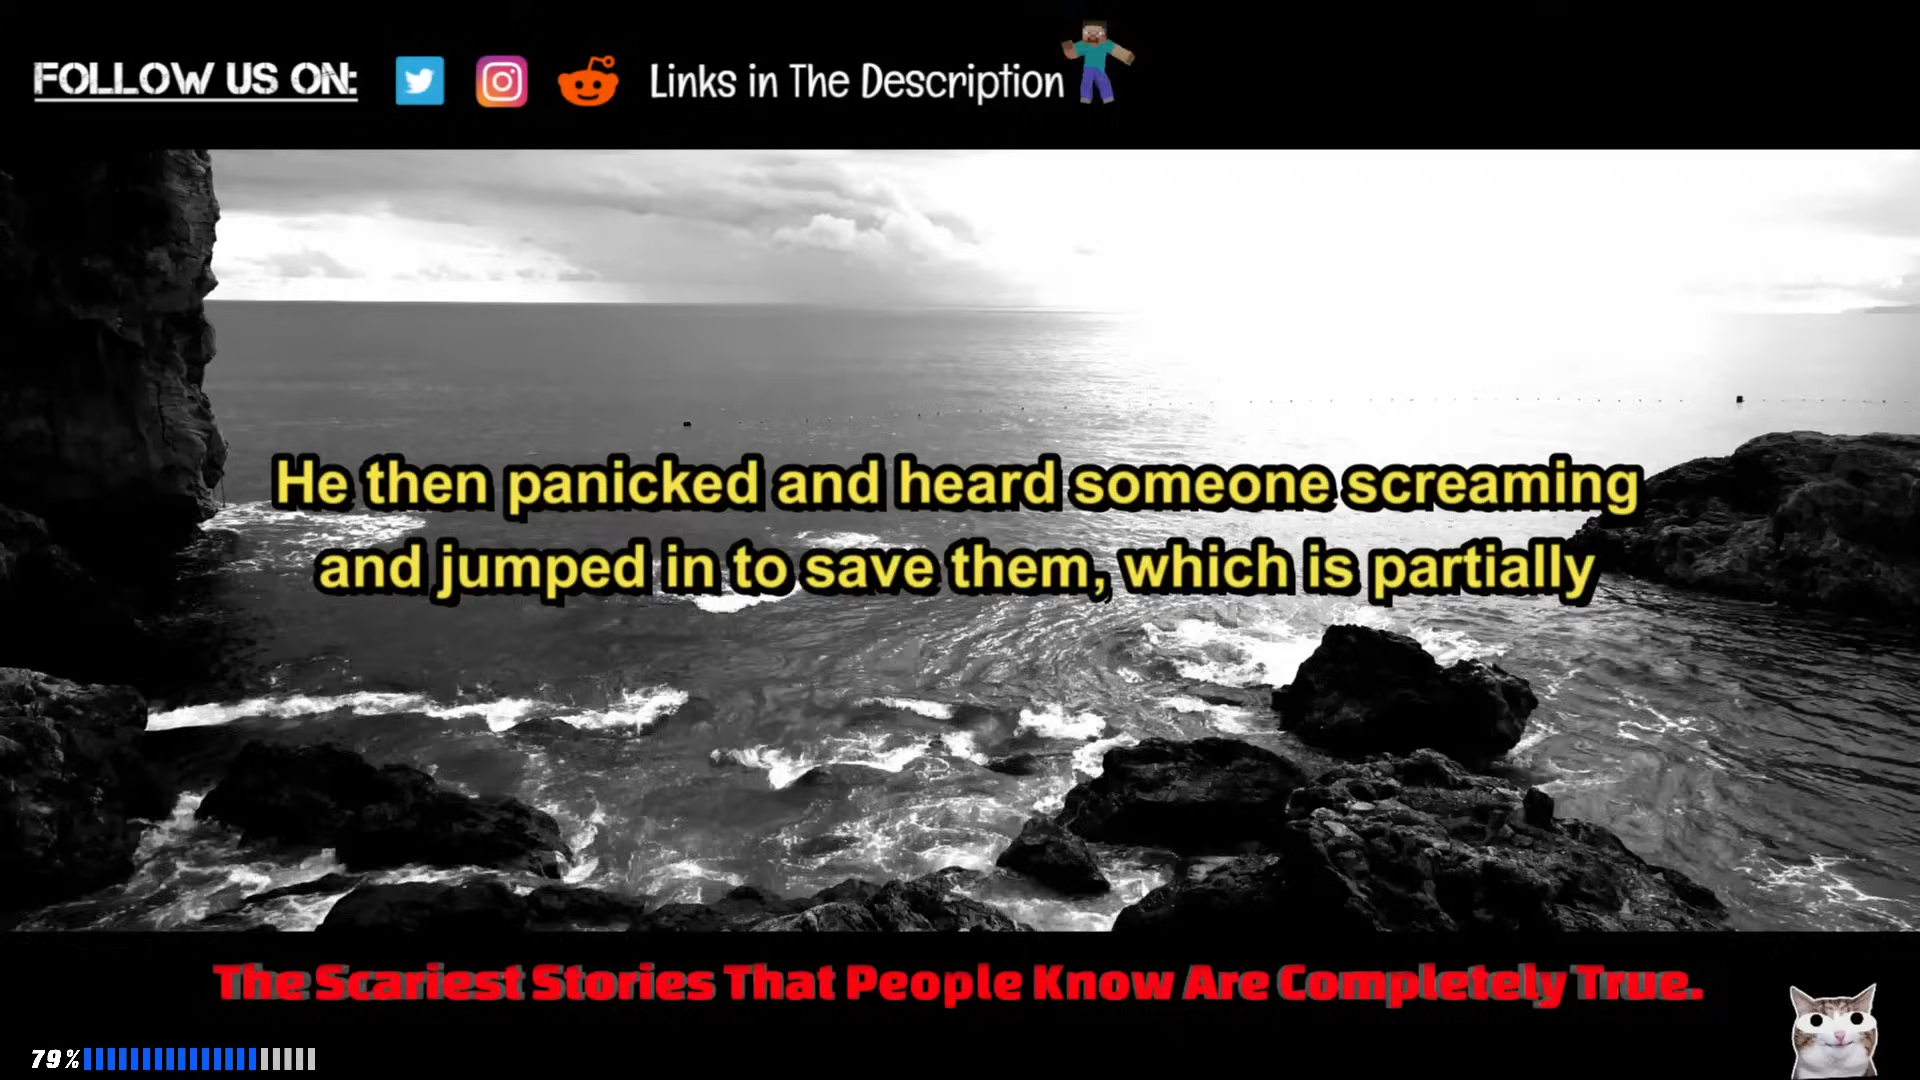 FOLLOW US ON:
Links in The Description
He then panicked and heard someone screaming
and jumped in to save them, which is partially
The Scariest Stories That People Know Are Completely True.
79%